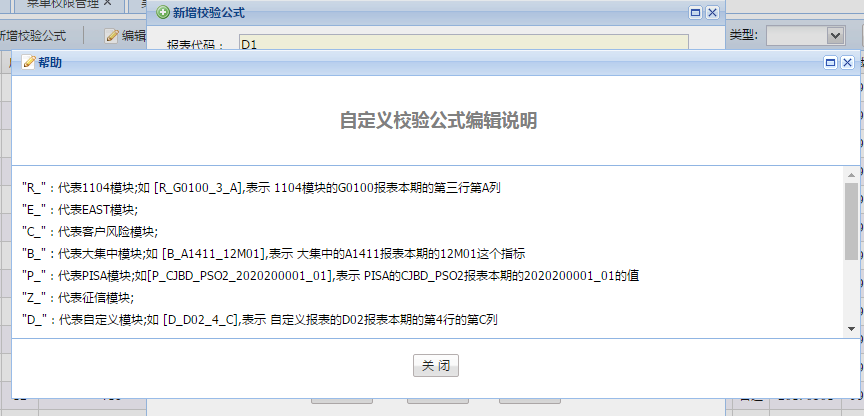 菜单权限管理
新增校验公式
新增校验公式
编辑
报表代码：
D1
类型:
帮助
自定义校验公式编辑说明
"R_"：代表1104模块;如 [R_G0100_3_A],表示 1104模块的G0100报表本期的第三行第A列
"E_"：代表EAST模块;
"C_"：代表客户风险模块;
"B_"：代表大集中模块;如 [B_A1411_12M01],表示 大集中的A1411报表本期的12M01这个指标
"P_"：代表PISA模块;如[P_CJBD_PSO2_2020200001_01],表示 PISA的CJBD_PSO2报表本期的2020200001_01的值
"Z_"：代表征信模块;
"D_"：代表自定义模块;如 [D_D02_4_C],表示 自定义报表的D02报表本期的第4行的第C列
关 闭